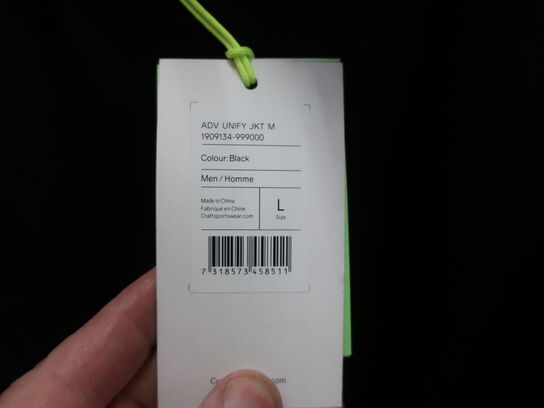 ADV UNIFY JKT M
1909134-999000
Colour: Black
Men / Homme
Made in China
Fabriqué en Chine
Craftsportswear.com
L
Size
7 318573 458511